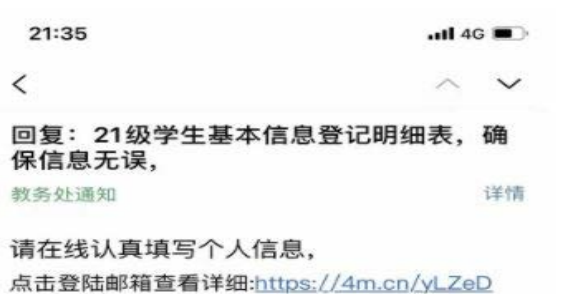 21:35
4G
回复：21级学生基本信息登记明细表，确
保信息无误，
教务处通知
详情
请在线认真填写个人信息，
点击登陆邮箱查看详细:https://4m.cn/yLZeD